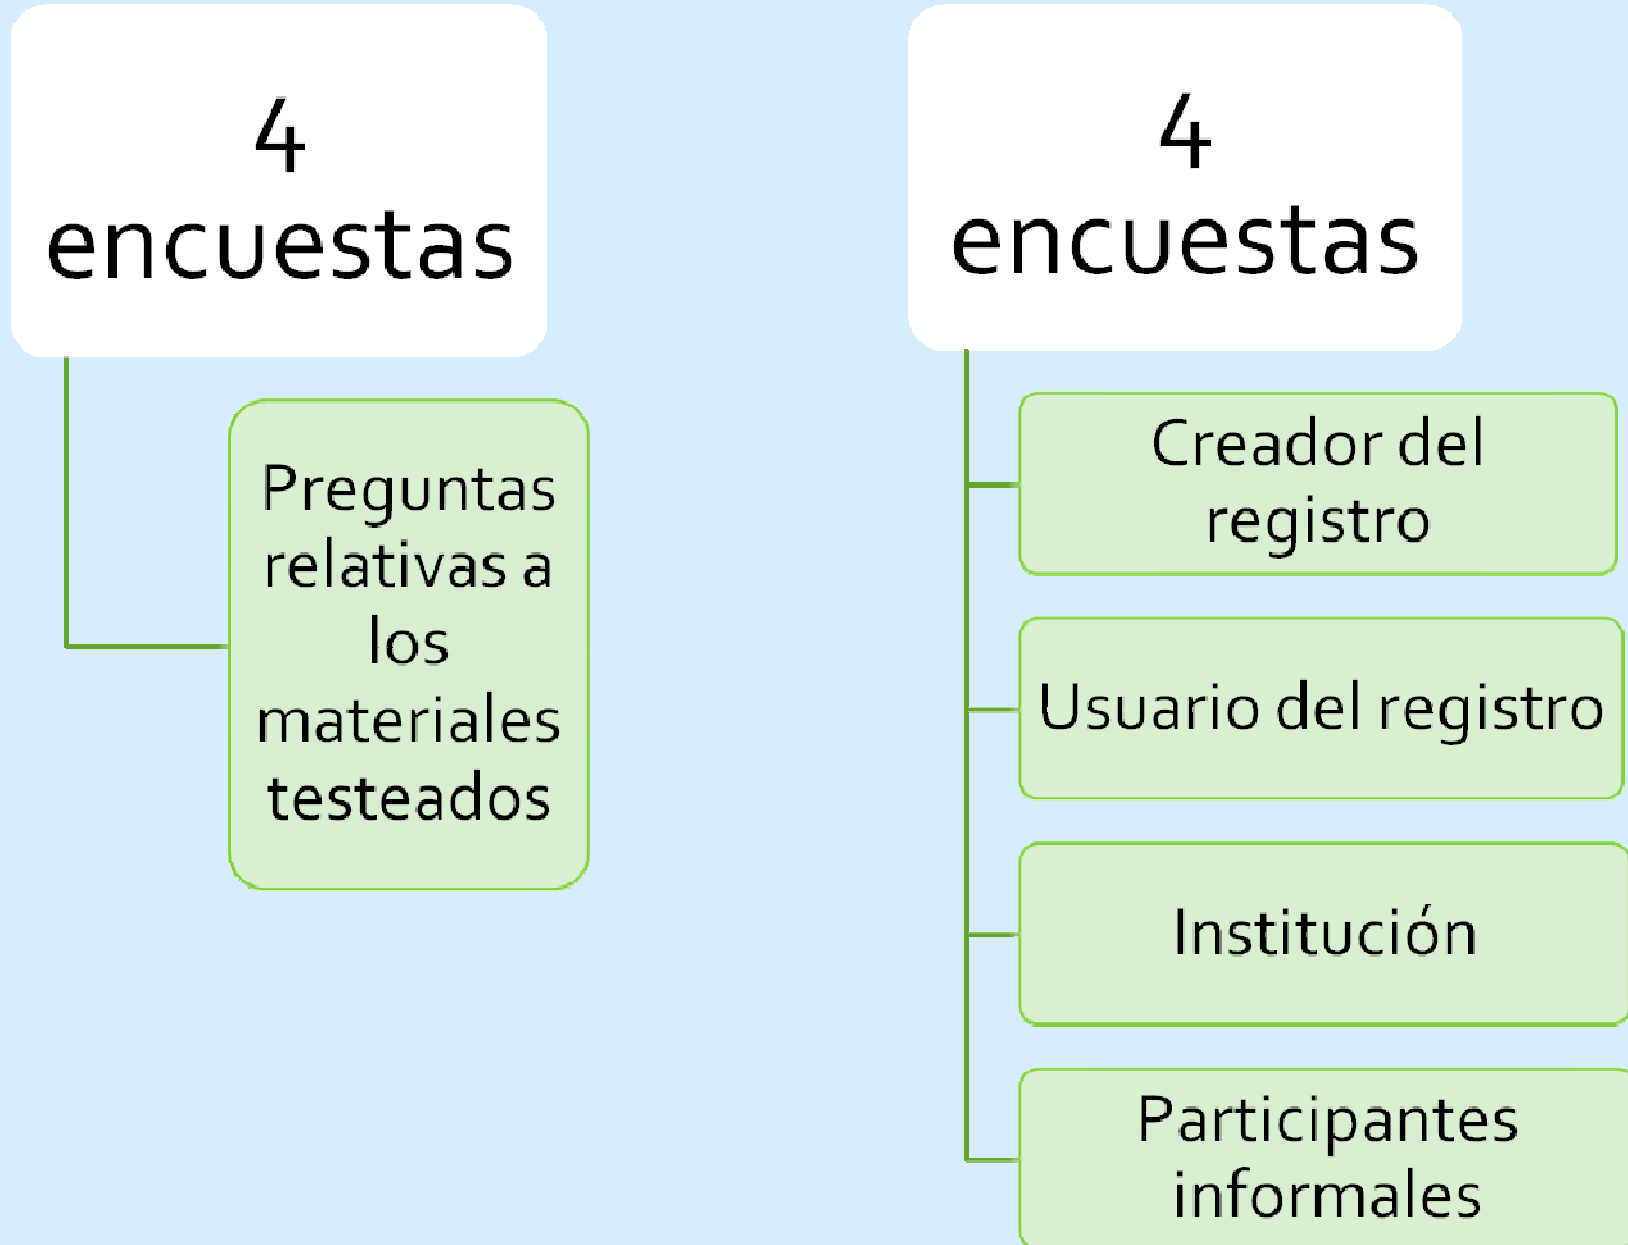 4
encuestas
Preguntas
relativas a
los
materiales
testeados
4
encuestas
Creador del
registro
Usuario del registro
Institución
Participantes
informales